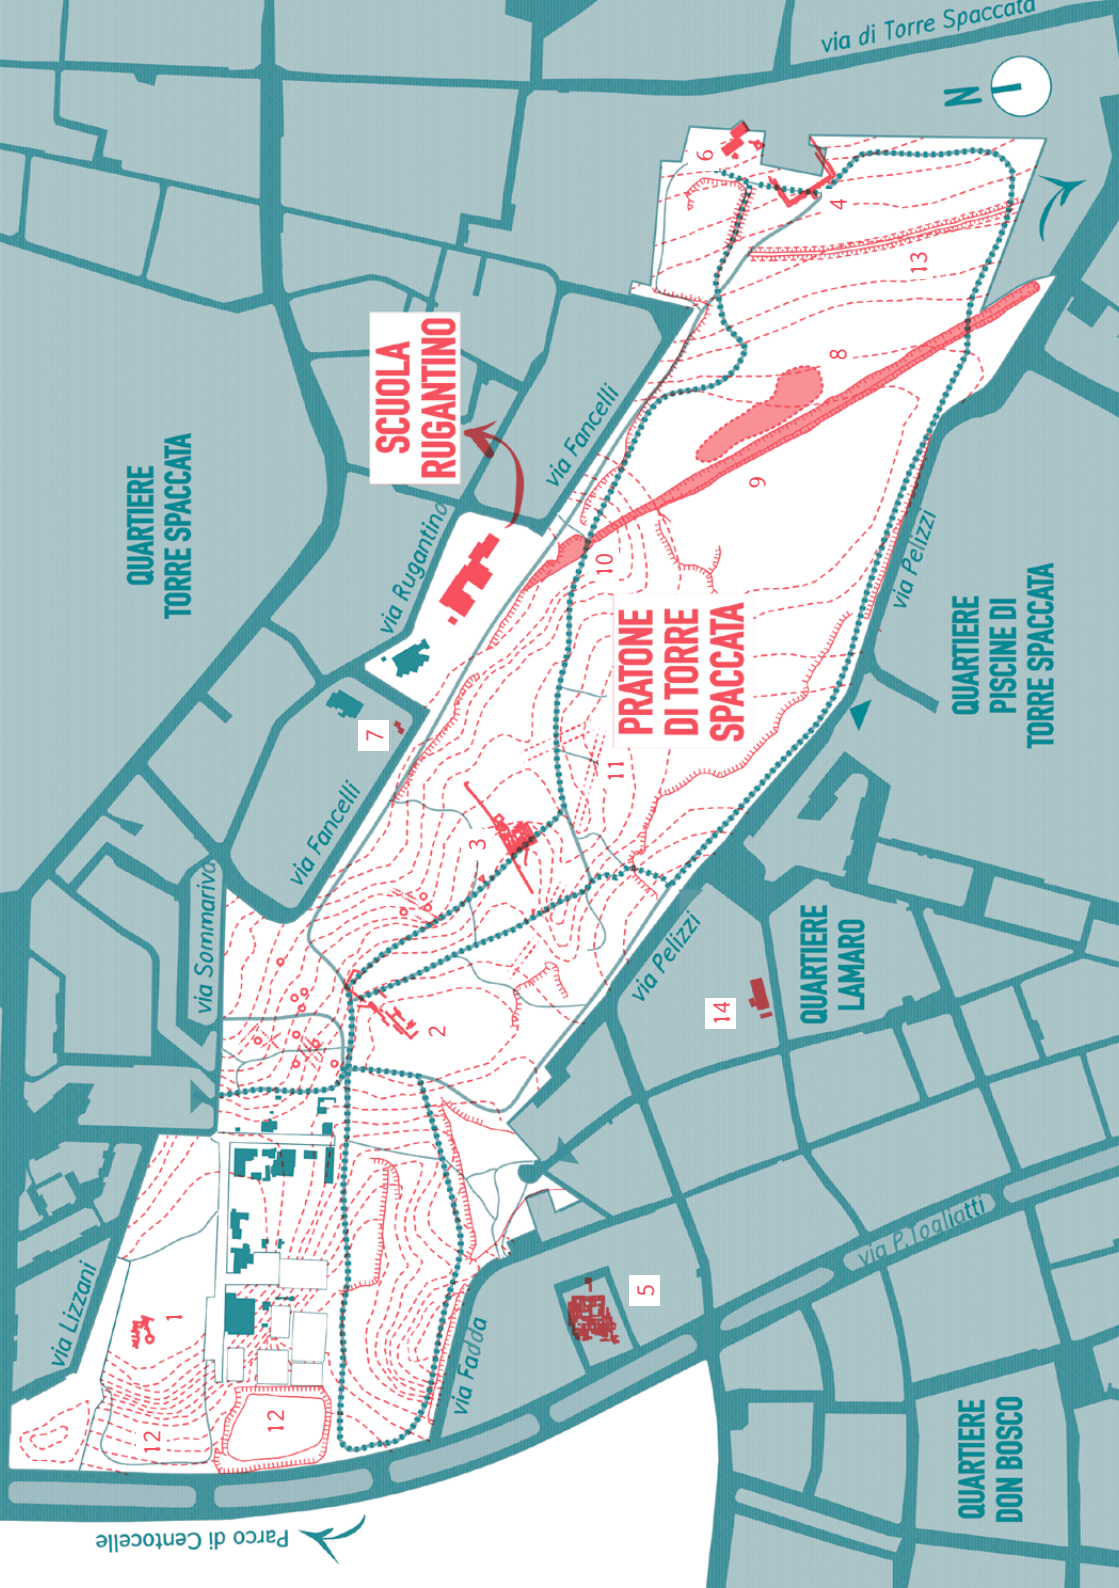 via di Torre Spaccata
N
6
4
13
SCUOLA
RUGANTINO
8
via Fancelli
9
QUARTIERE
TORRE SPACCATA
via Rugantino
10
via Pelizzi
PRATONE
DI TORRE
SPACCATA
QUARTIERE
PISCINE DI
TORRE SPACCATA
7
11
via Fancelli
3
via Sommariva
via Pelizzi
QUARTIERE
LAMARO
14
2
via P.Togliatti
via Lizzani
1
5
via Fadda
12
12
QUARTIERE
DON BOSCO
Parco di Centocelle